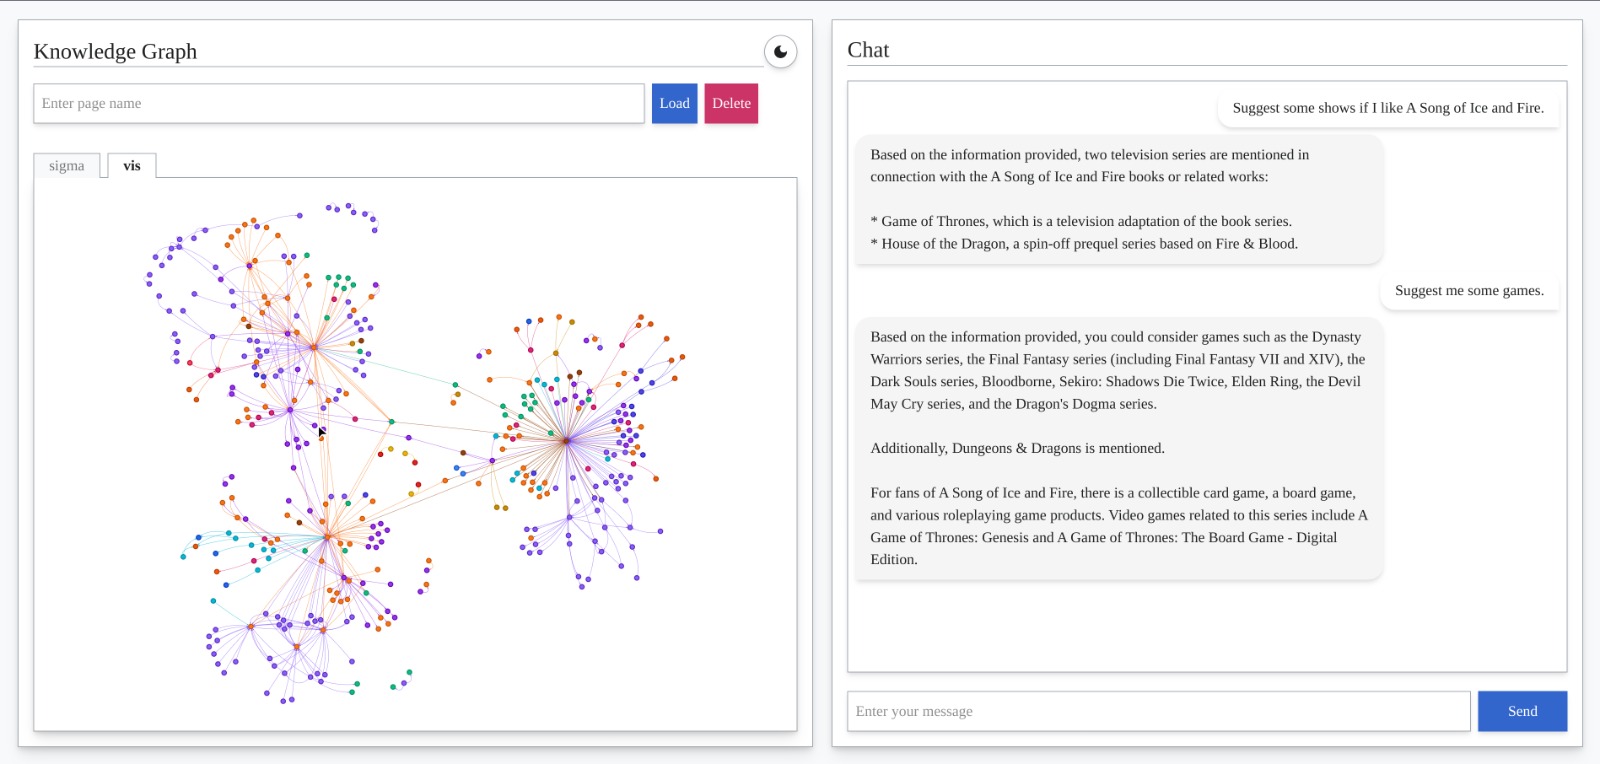 Knowledge Graph
Enter page name
Load
Delete
sigma
vis
Chat
Suggest some shows if I like A Song of Ice and Fire.
Based on the information provided, two television series are mentioned in
connection with the A Song of Ice and Fire books or related works:
* Game of Thrones, which is a television adaptation of the book series.
* House of the Dragon, a spin-off prequel series based on Fire & Blood.
Suggest me some games.
Based on the information provided, you could consider games such as the Dynasty
Warriors series, the Final Fantasy series (including Final Fantasy VII and XIV), the
Dark Souls series, Bloodborne, Sekiro: Shadows Die Twice, Elden Ring, the Devil
May Cry series, and the Dragon's Dogma series.
Additionally, Dungeons & Dragons is mentioned.
For fans of A Song of Ice and Fire, there is a collectible card game, a board game,
and various roleplaying game products. Video games related to this series include A
Game of Thrones: Genesis and A Game of Thrones: The Board Game - Digital
Edition.
Enter your message
Send